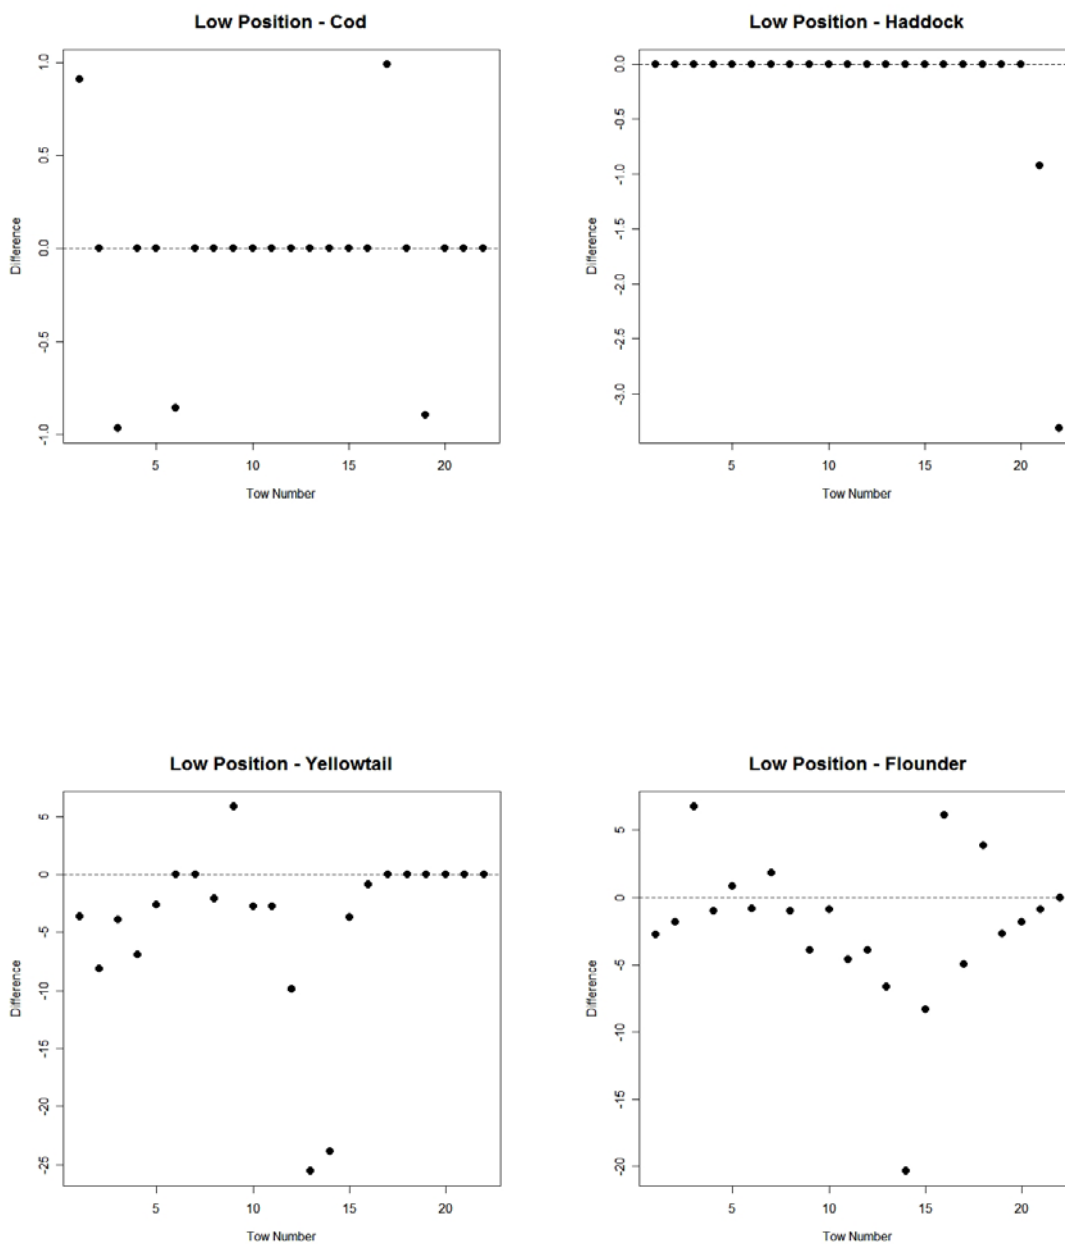 Low Position - Cod
1.0
0.5
0.0
-0.5
-1.0
Difference
5 10 15 20
Tow Number
Low Position - Haddock
0.0
-0.5
-1.0
-1.5
-2.0
-2.5
-3.0
Difference
5 10 15 20
Tow Number
Low Position - Yellowtail
5
0
-5
-10
-15
-20
-25
Difference
5 10 15 20
Tow Number
Low Position - Flounder
5
0
-5
-10
-15
-20
Difference
5 10 15 20
Tow Number